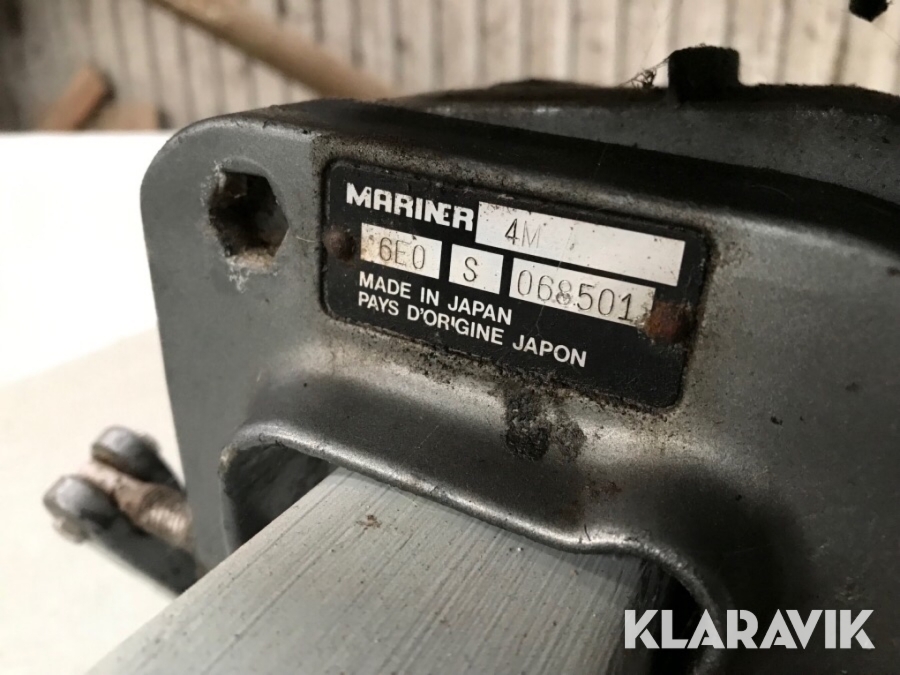 MARINER 4M
6E0 S 068501
MADE IN JAPAN
PAYS D'ORIGINE JAPON
KLARAVIK